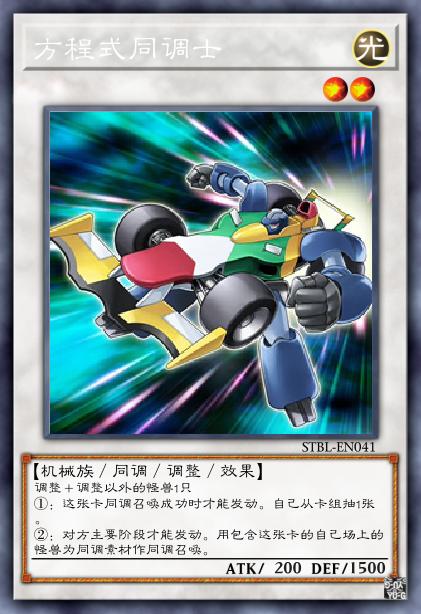 方程式同调士
光
STBL-EN041
【机械族／同调／调整／效果】
调整＋调整以外的怪兽1只
①：这张卡同调召唤成功时才能发动。自己从卡组抽1张
。
②：对方主要阶段才能发动。用包含这张卡的自己场上的
怪兽为同调素材作同调召唤。
ATK/ 200 DEF/1500